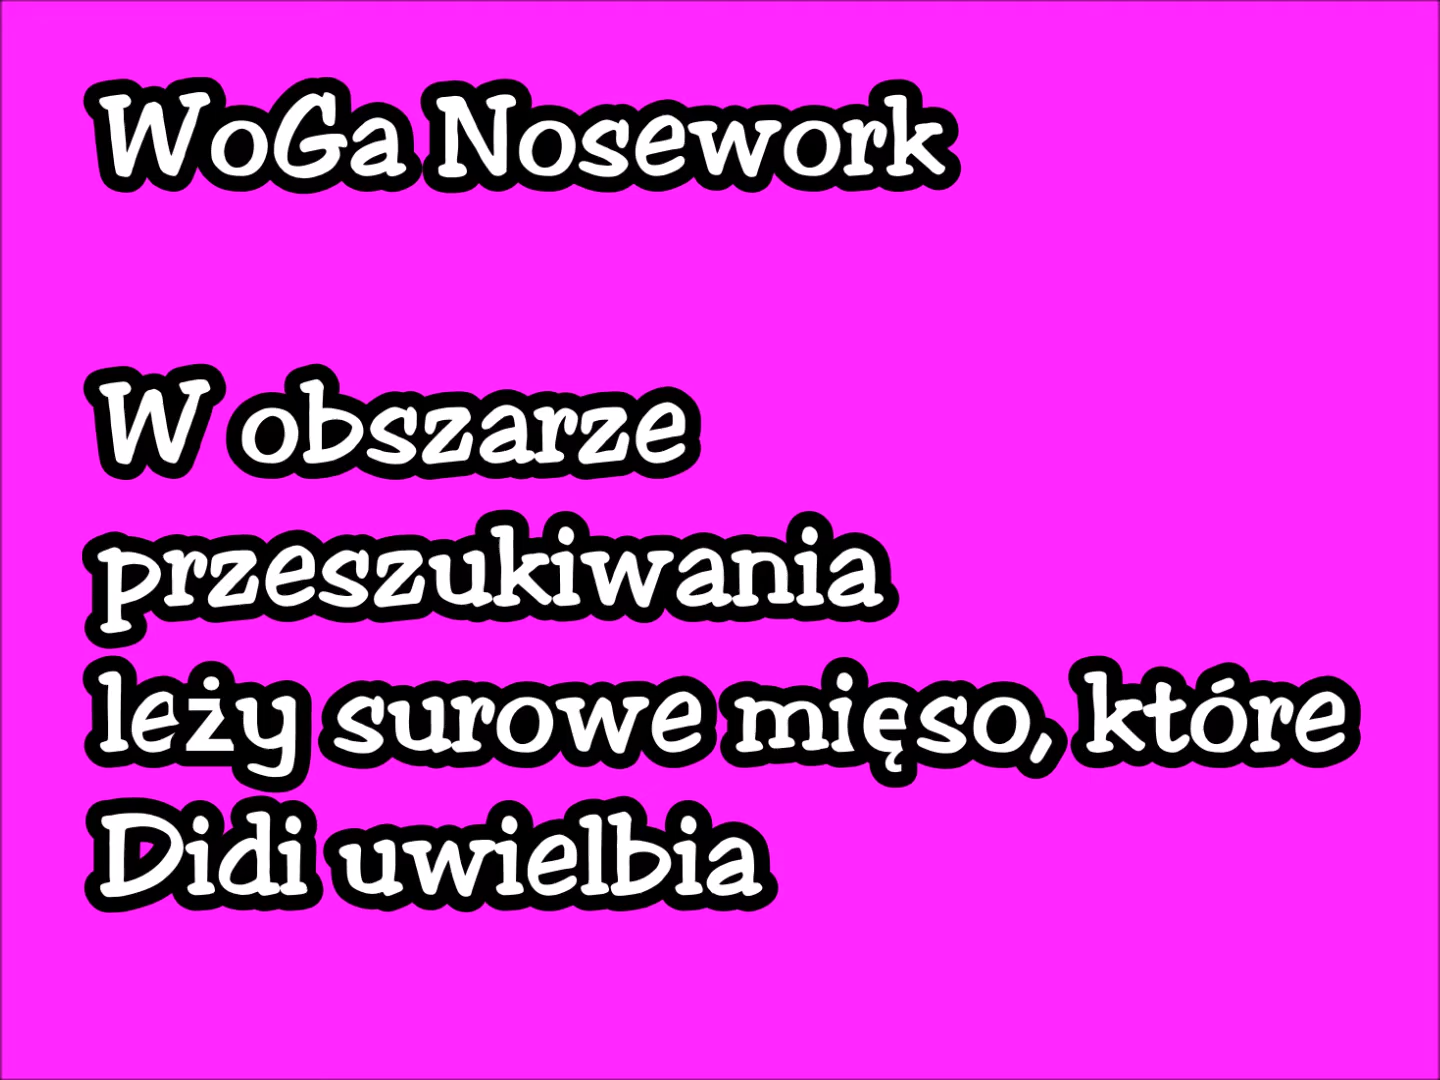 WoGa Nosework
W obszarze
przeszukiwania
leży surowe mięso, które
Didi uwielbia